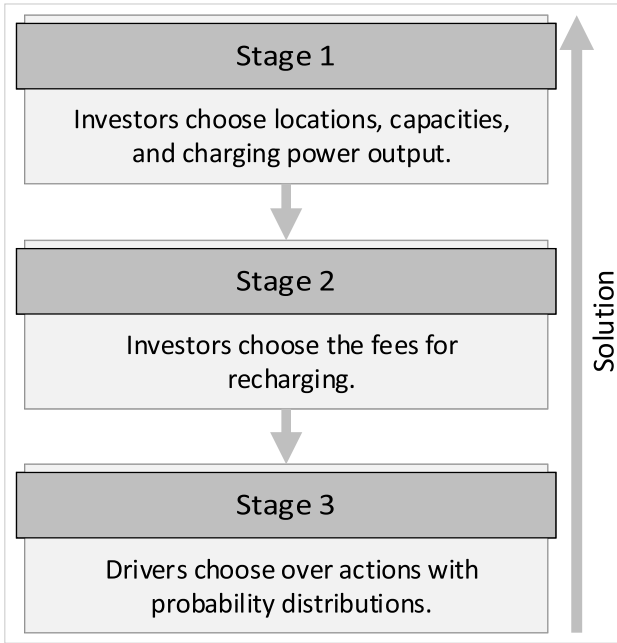 Stage 1
Investors choose locations, capacities,
and charging power output.
Stage 2
Investors choose the fees for
recharging.
Stage 3
Drivers choose over actions with
probability distributions.
Solution